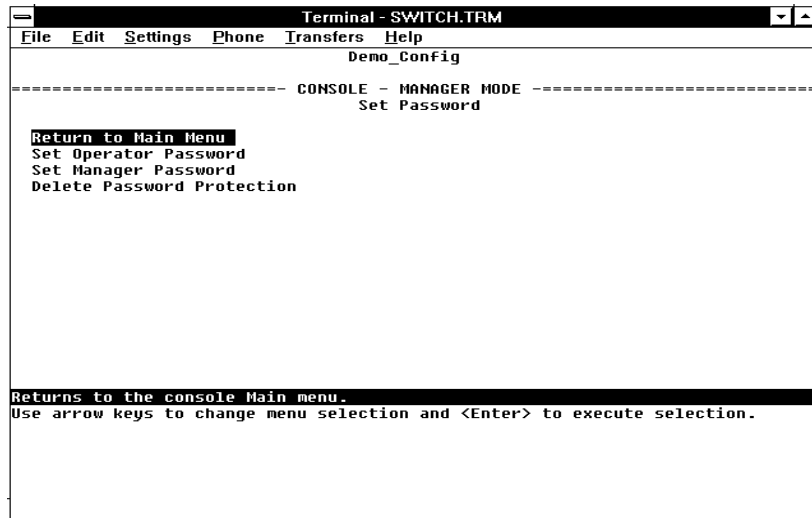 Terminal - SWITCH.TRM
File Edit Settings Phone Transfers Help
Demo_Config
==========================- CONSOLE - MANAGER MODE -===========================
Set Password
Return to Main Menu
Set Operator Password
Set Manager Password
Delete Password Protection
Returns to the console Main menu.
Use arrow keys to change menu selection and <Enter> to execute selection.